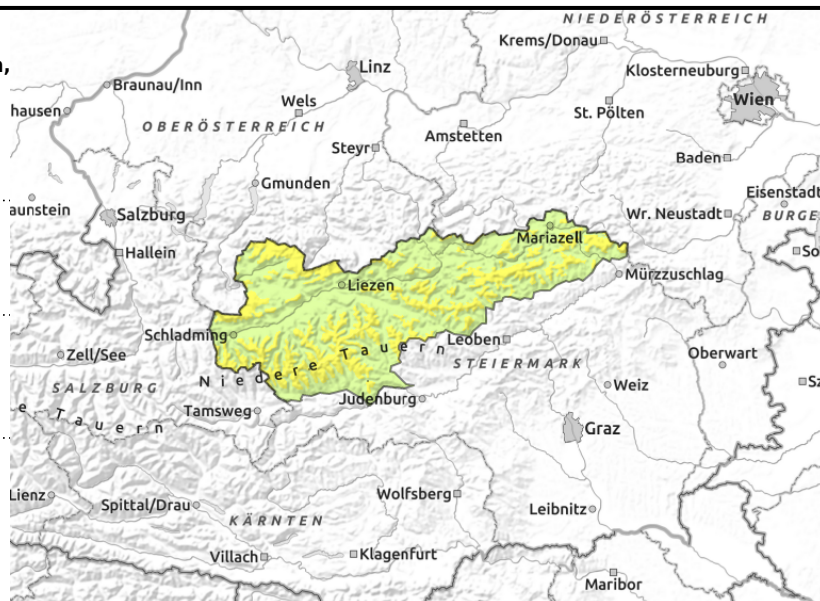 NIEDERÖSTERREICH
Krems/Donau
Linz
Klosterneuburg
Braunau/Inn
Wien
Wels
hausen
St. Pölten
OBERÖSTERREICH
Amstetten
Steyr
Baden
Gmunden
Eisenstadt
aunstein
Salzburg
Wr. Neustadt
BURGE
Mariazell
Hallein
So
Mürzzuschlag
Liezen
Schladming
Leoben
Zell/See
Niedere Tauern
STEIERMARK
Oberwart
SALZBURG
Weiz
Sz
Judenburg
Tamsweg
e Tauern
Graz
Lienz
Wolfsberg
Spittal/Drau
Leibnitz
KÄRNTEN
Villach
Klagenfurt
Maribor